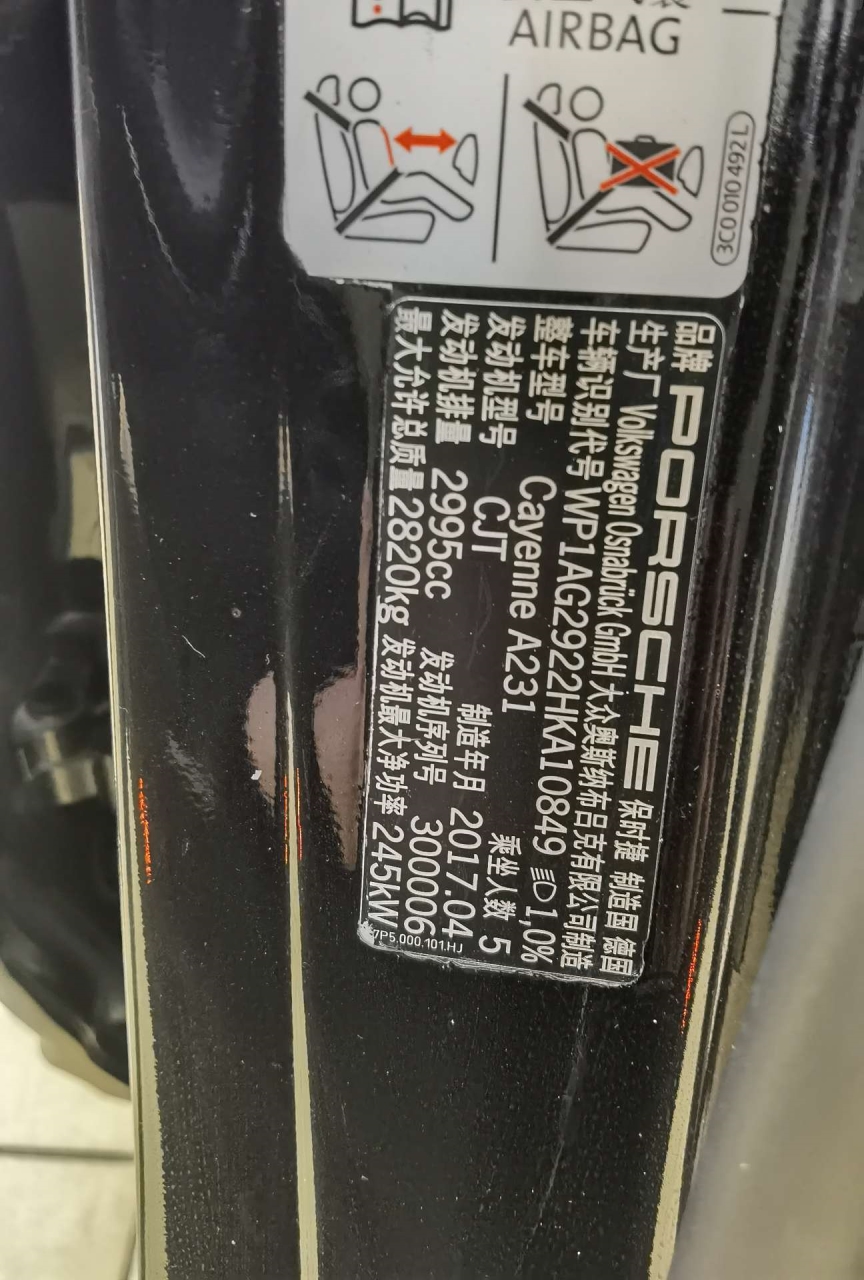 AIRBAG
3C0 010 492 L
品牌 PORSCHE 保时捷 制造国 德国
生产厂 Volkswagen Osnabrück GmbH 大众奥斯纳布吕克有限公司制造
车辆识别代号 WP1AG2922HKA10849 1,0%
整车型号 Cayenne A231 乘坐人数 5
发动机型号 CJT 制造年月 2017.04
发动机排量 2995cc 发动机序列号 300006
最大允许总质量 2820kg 发动机最大净功率 245kW
7P5.000.101.HJ